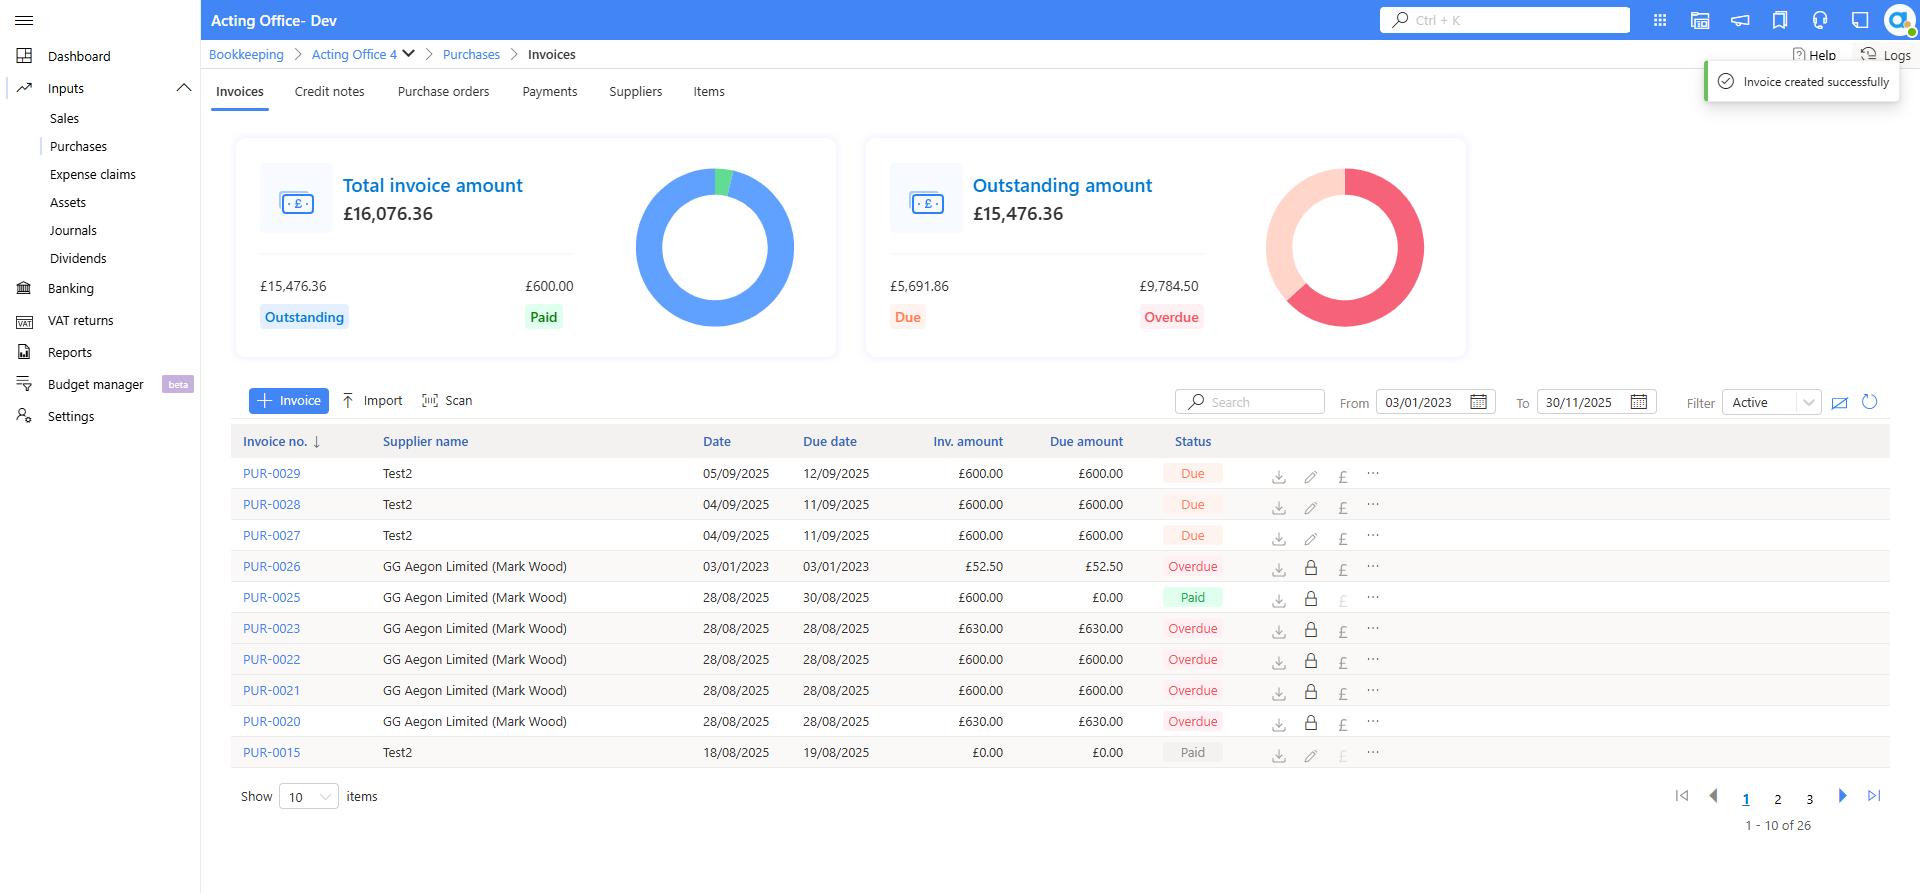 Acting Office- Dev
Ctrl + K
Dashboard
Inputs
Sales
Purchases
Expense claims
Assets
Journals
Dividends
Banking
VAT
VAT returns
Reports
Budget manager
beta
Settings
Bookkeeping
Acting Office 4
Purchases
Invoices
Help
Logs
Invoice created successfully
Invoices
Credit notes
Purchase orders
Payments
Suppliers
Items
£
Total invoice amount
£16,076.36
£15,476.36
£600.00
Outstanding
Paid
£
Outstanding amount
£15,476.36
£5,691.86
£9,784.50
Due
Overdue
Invoice
Import
Scan
Search
From
03/01/2023
To
30/11/2025
Filter
Active
Invoice no. ↓ Supplier name Date Due date Inv. amount Due amount Status
PUR-0029 Test2 05/09/2025 12/09/2025 £600.00 £600.00 Due £ ...
PUR-0028 Test2 04/09/2025 11/09/2025 £600.00 £600.00 Due £ ...
PUR-0027 Test2 04/09/2025 11/09/2025 £600.00 £600.00 Due £ ...
PUR-0026 GG Aegon Limited (Mark Wood) 03/01/2023 03/01/2023 £52.50 £52.50 Overdue £ ...
PUR-0025 GG Aegon Limited (Mark Wood) 28/08/2025 30/08/2025 £600.00 £0.00 Paid £ ...
PUR-0023 GG Aegon Limited (Mark Wood) 28/08/2025 28/08/2025 £630.00 £630.00 Overdue £ ...
PUR-0022 GG Aegon Limited (Mark Wood) 28/08/2025 28/08/2025 £600.00 £600.00 Overdue £ ...
PUR-0021 GG Aegon Limited (Mark Wood) 28/08/2025 28/08/2025 £600.00 £600.00 Overdue £ ...
PUR-0020 GG Aegon Limited (Mark Wood) 28/08/2025 28/08/2025 £630.00 £630.00 Overdue £ ...
PUR-0015 Test2 18/08/2025 19/08/2025 £0.00 £0.00 Paid £ ...
Show 10 items
1 2 3
1 - 10 of 26